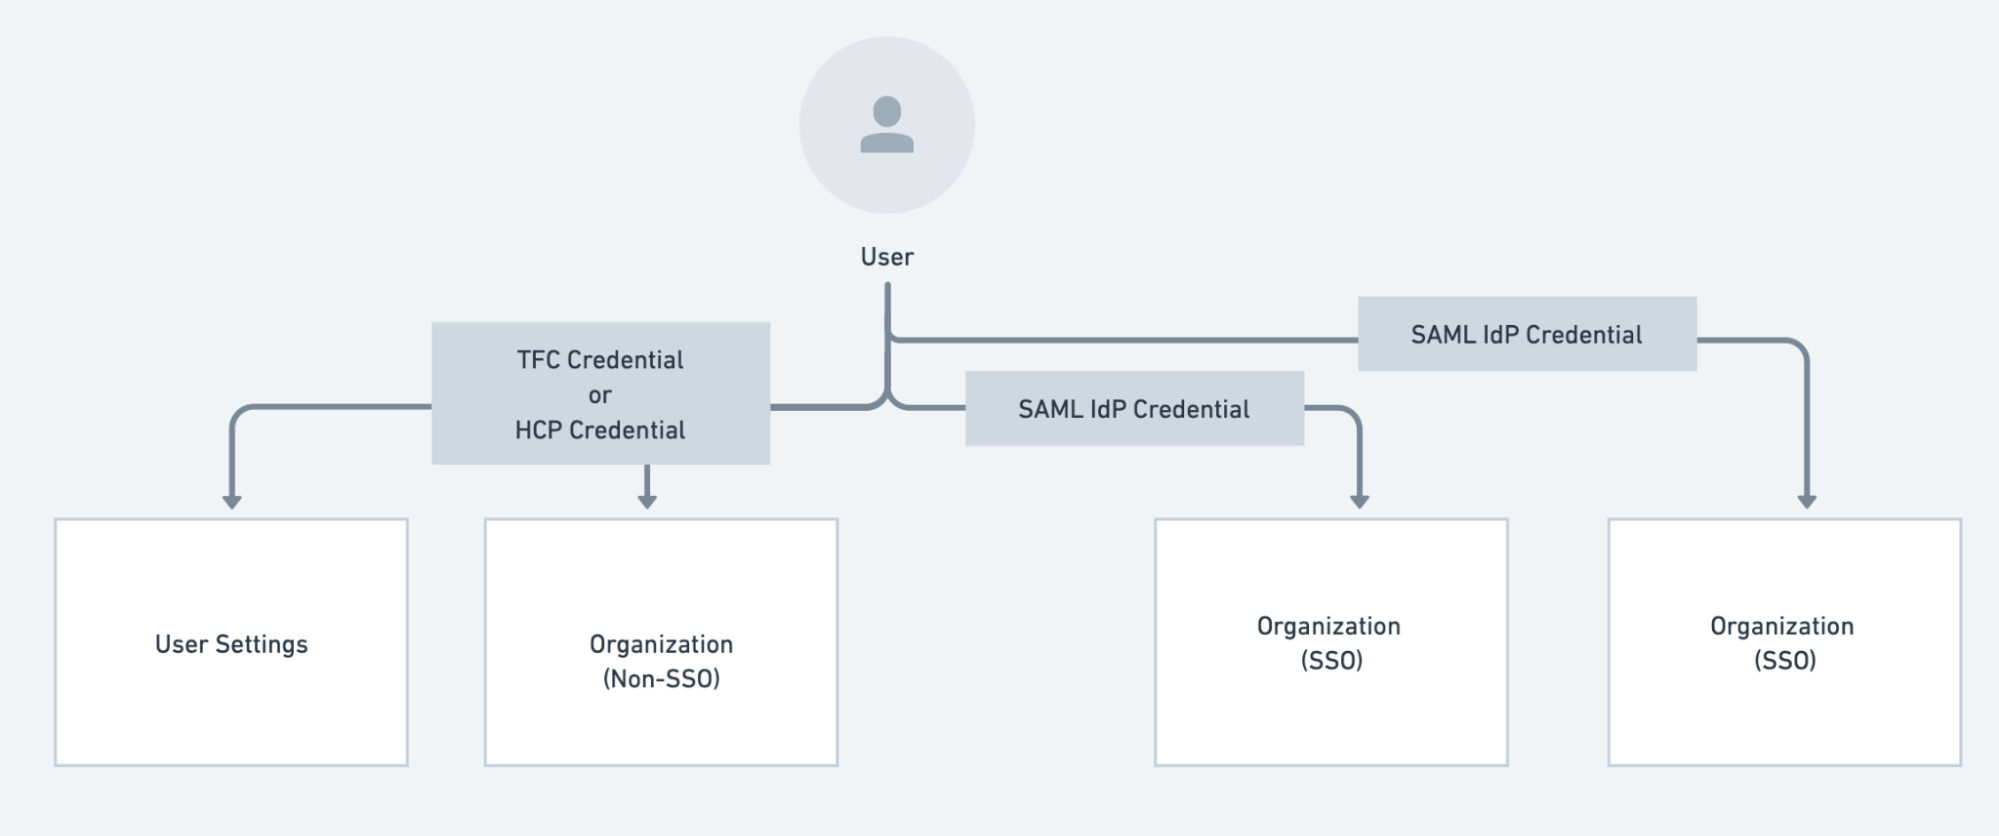 User
SAML IdP Credential
TFC Credential
or
HCP Credential
SAML IdP Credential
User Settings
Organization
(Non-SSO)
Organization
(SSO)
Organization
(SSO)